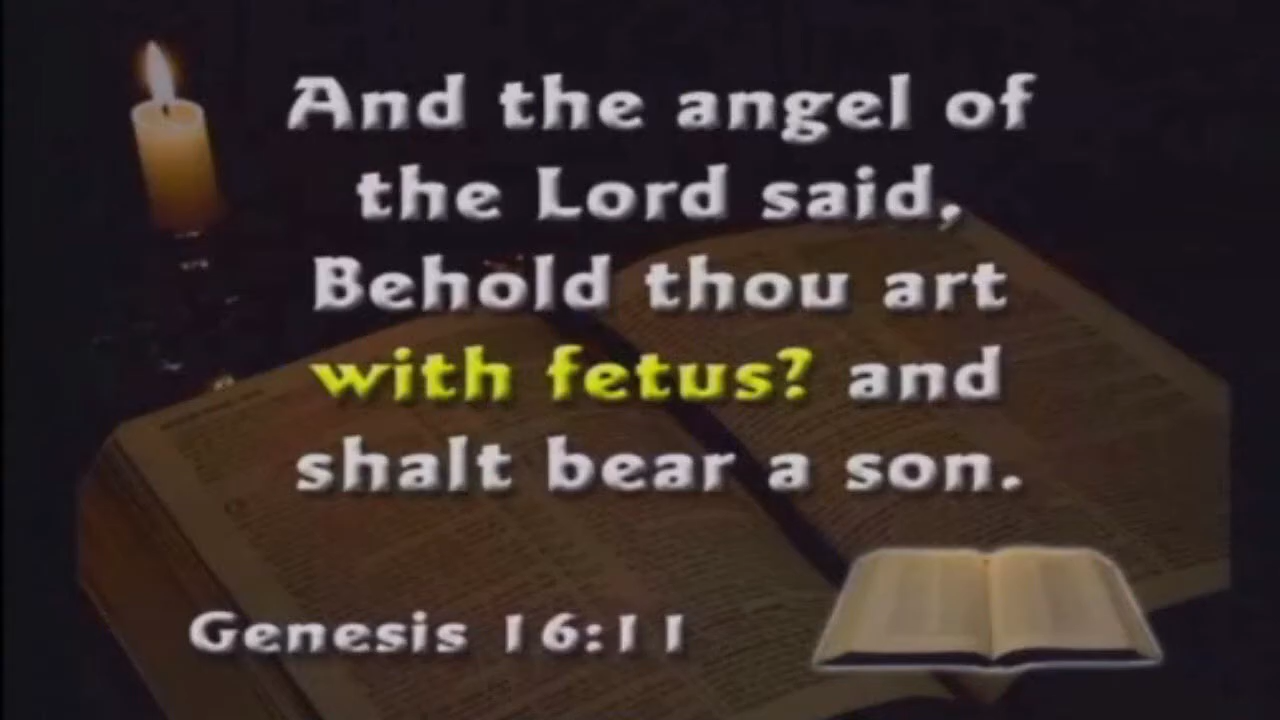 And the angel of
the Lord said,
Behold thou art
with fetus? and
shalt bear a son.
Genesis 16:11